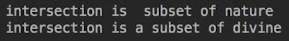 intersection is  subset of nature
intersection is a subset of divine